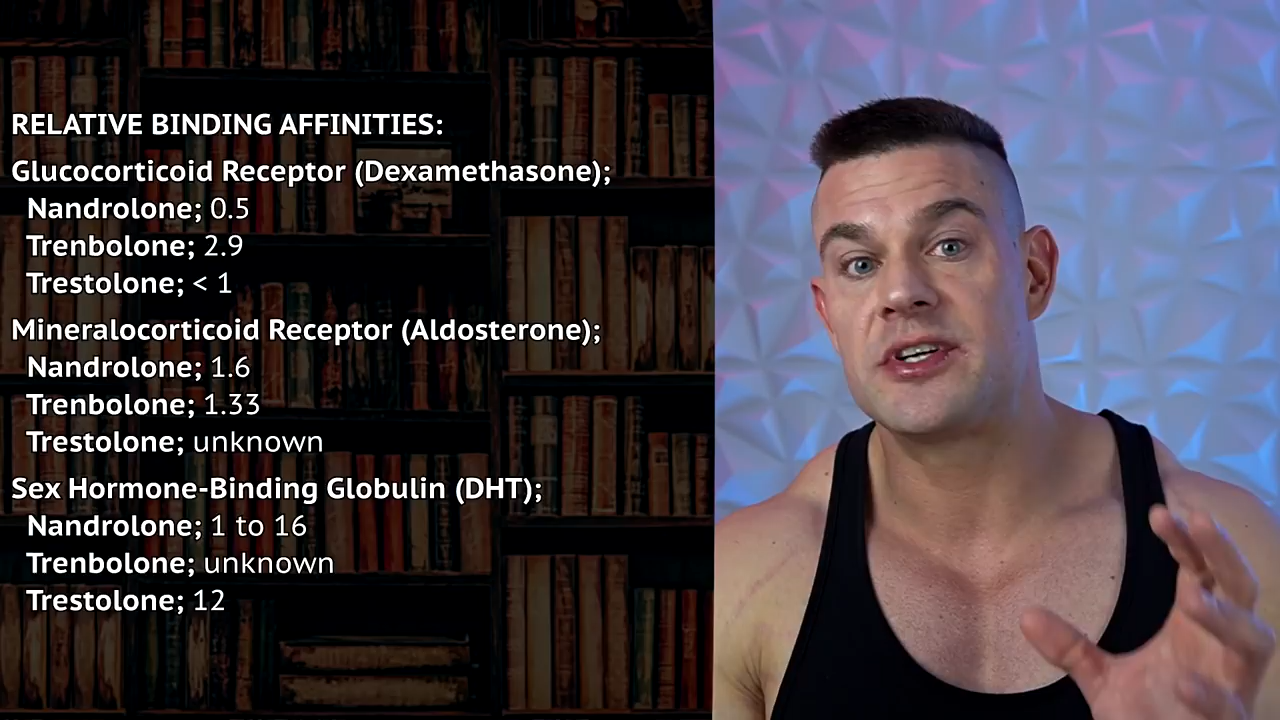 RELATIVE BINDING AFFINITIES:
Glucocorticoid Receptor (Dexamethasone);
Nandrolone; 0.5
Trenbolone; 2.9
Trestolone; < 1
Mineralocorticoid Receptor (Aldosterone);
Nandrolone; 1.6
Trenbolone; 1.33
Trestolone; unknown
Sex Hormone-Binding Globulin (DHT);
Nandrolone; 1 to 16
Trenbolone; unknown
Trestolone; 12